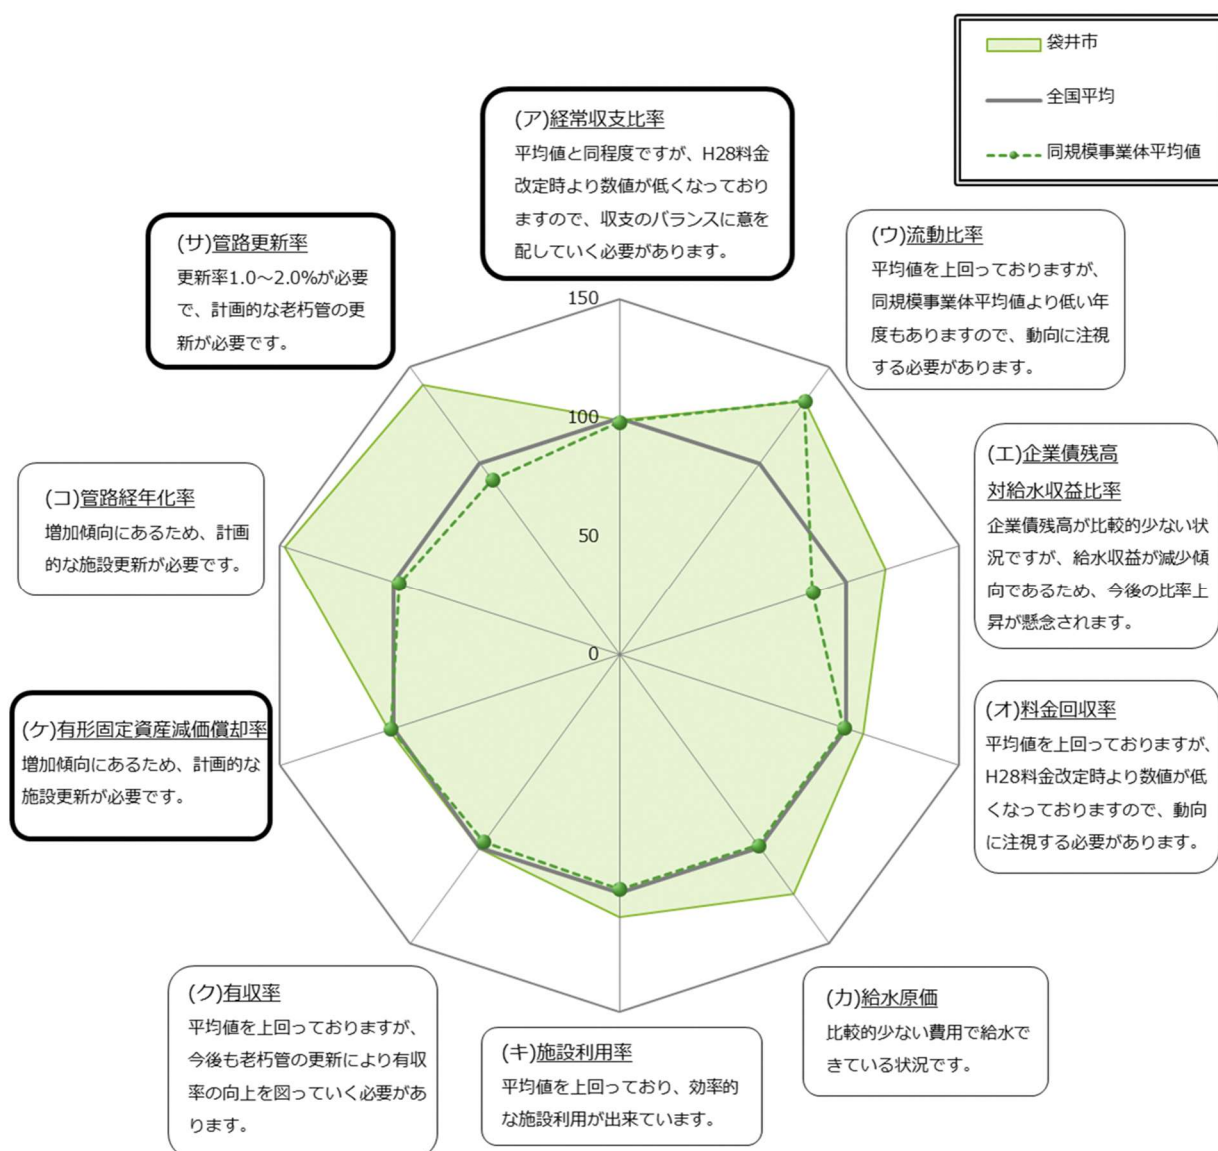 袋井市
全国平均
同規模事業体平均値
(ア)経常収支比率
平均値と同程度ですが、H28料金
改定時より数値が低くなっており
ますので、収支のバランスに意を
配していく必要があります。
(ウ)流動比率
平均値を上回っておりますが、
同規模事業体平均値より低い年
度もありますので、動向に注視
する必要があります。
(エ)企業債残高
対給水収益比率
企業債残高が比較的少ない状
況ですが、給水収益が減少傾
向であるため、今後の比率上
昇が懸念されます。
(オ)料金回収率
平均値を上回っておりますが、
H28料金改定時より数値が低
くなっておりますので、動向
に注視する必要があります。
(カ)給水原価
比較的少ない費用で給水で
きている状況です。
(キ)施設利用率
平均値を上回っており、効率的
な施設利用が出来ています。
(ク)有収率
平均値を上回っておりますが、
今後も老朽管の更新により有収
率の向上を図っていく必要があ
ります。
(ケ)有形固定資産減価償却率
増加傾向にあるため、計画的な
施設更新が必要です。
(コ)管路経年化率
増加傾向にあるため、計画
的な施設更新が必要です。
(サ)管路更新率
更新率1.0～2.0%が必要
で、計画的な老朽管の更
新が必要です。
150
100
50
0